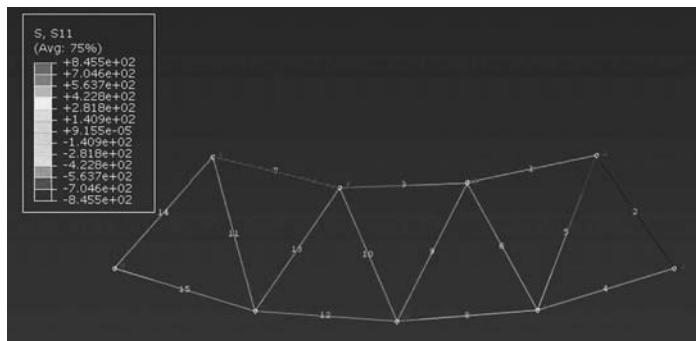 S, S11
(Avg: 75%)
+8.455e+02
+7.046e+02
+5.637e+02
+4.228e+02
+2.818e+02
+1.409e+02
+9.155e-05
-1.409e+02
-2.818e+02
-4.228e+02
-5.637e+02
-7.046e+02
-8.455e+02
3
1
14
11
13
10
9
6
5
2
15
12
8
4